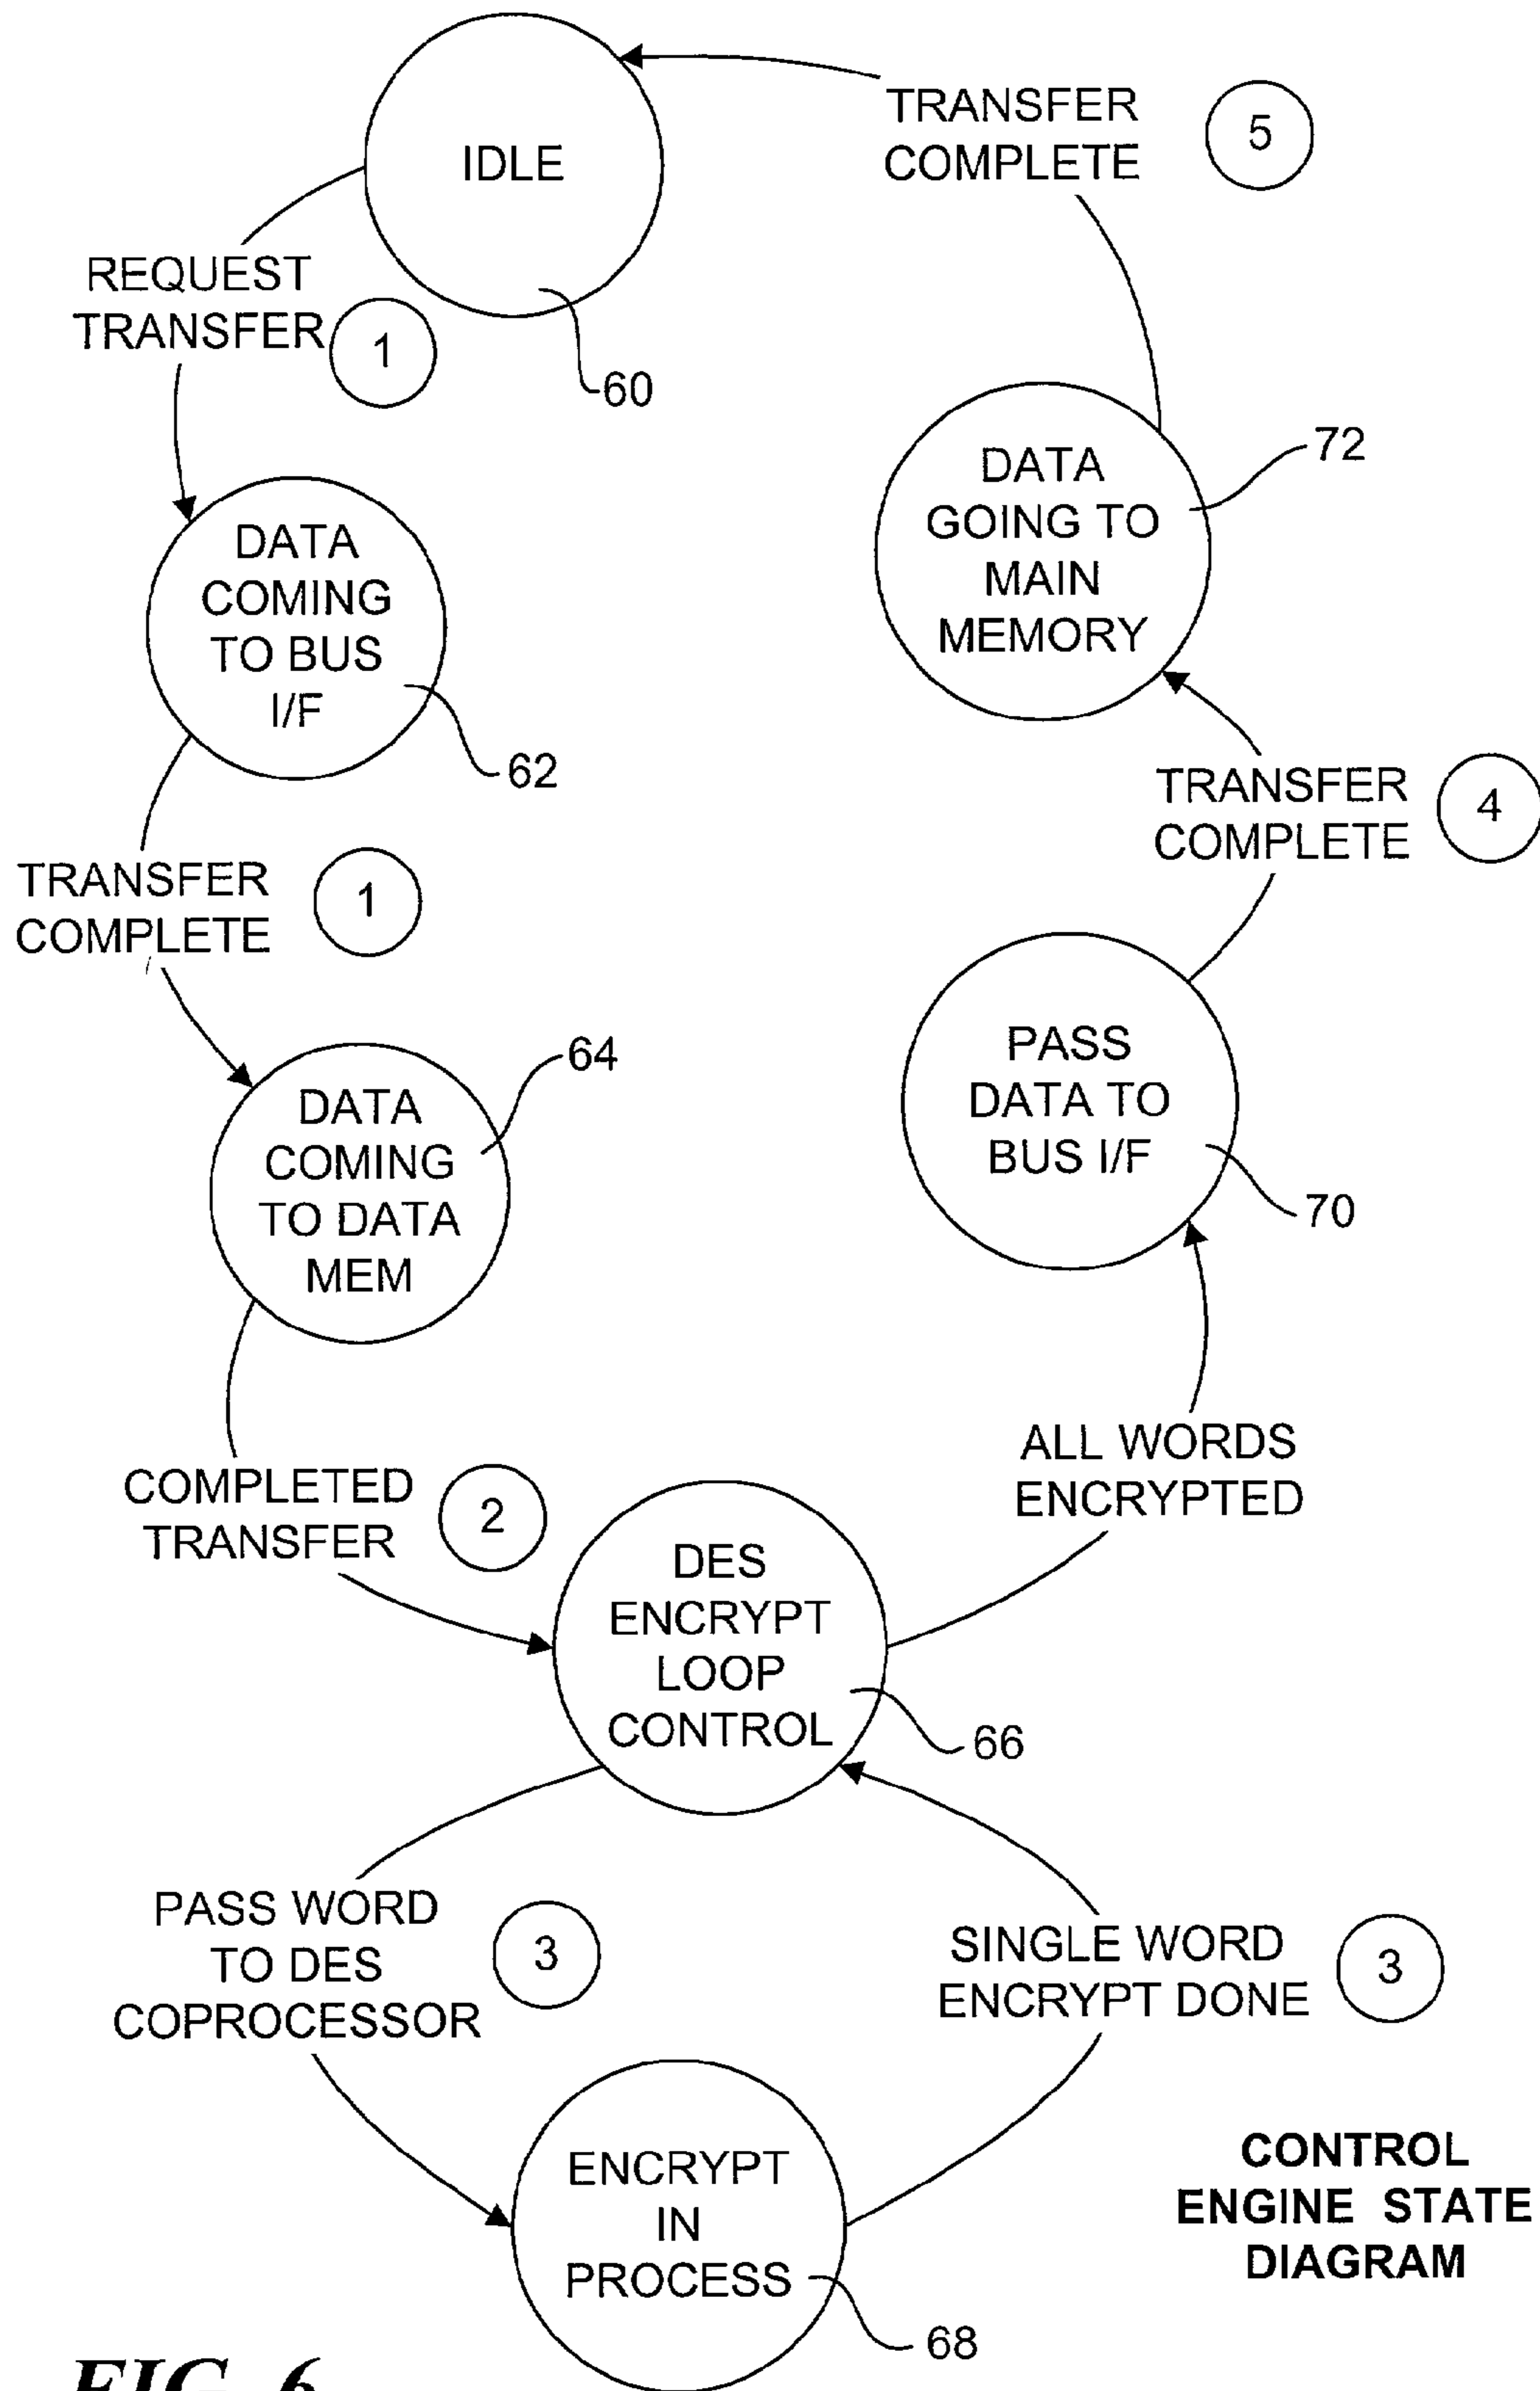 IDLE
60
REQUEST
TRANSFER
1
DATA
COMING
TO BUS
I/F
62
TRANSFER
COMPLETE
1
DATA
COMING
TO DATA
MEM
64
COMPLETED
TRANSFER
2
DES
ENCRYPT
LOOP
CONTROL
66
PASS WORD
TO DES
COPROCESSOR
3
ENCRYPT
IN
PROCESS
68
SINGLE WORD
ENCRYPT DONE
3
ALL WORDS
ENCRYPTED
PASS
DATA TO
BUS I/F
70
TRANSFER
COMPLETE
4
DATA
GOING TO
MAIN
MEMORY
72
TRANSFER
COMPLETE
5
CONTROL
ENGINE STATE
DIAGRAM
FIG. 6